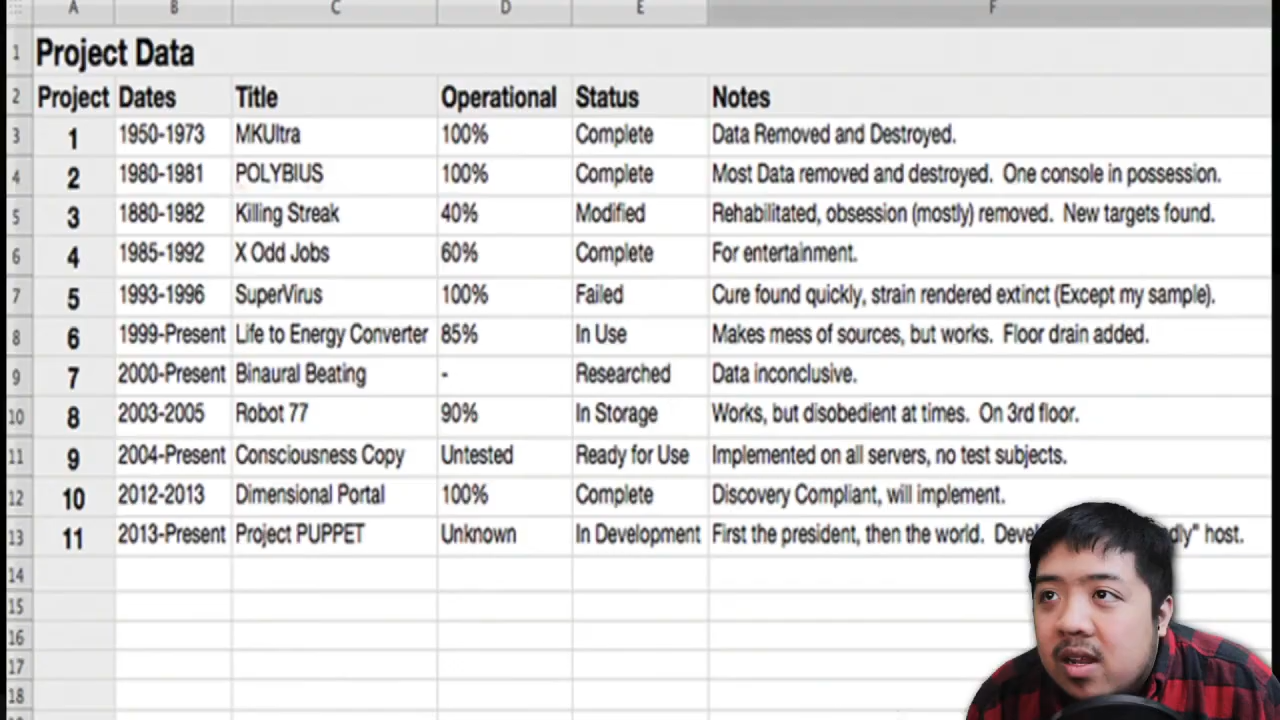 A B C D E F
1 Project Data
2 Project Dates Title Operational Status Notes
3 1 1950-1973 MKUltra 100% Complete Data Removed and Destroyed.
4 2 1980-1981 POLYBIUS 100% Complete Most Data removed and destroyed. One console in possession.
5 3 1880-1982 Killing Streak 40% Modified Rehabilitated, obsession (mostly) removed. New targets found.
6 4 1985-1992 X Odd Jobs 60% Complete For entertainment.
7 5 1993-1996 SuperVirus 100% Failed Cure found quickly, strain rendered extinct (Except my sample).
8 6 1999-Present Life to Energy Converter 85% In Use Makes mess of sources, but works. Floor drain added.
9 7 2000-Present Binaural Beating - Researched Data inconclusive.
10 8 2003-2005 Robot 77 90% In Storage Works, but disobedient at times. On 3rd floor.
11 9 2004-Present Consciousness Copy Untested Ready for Use Implemented on all servers, no test subjects.
12 10 2012-2013 Dimensional Portal 100% Complete Discovery Compliant, will implement.
13 11 2013-Present Project PUPPET Unknown In Development First the president, then the world. host.
14
15
16
17
18